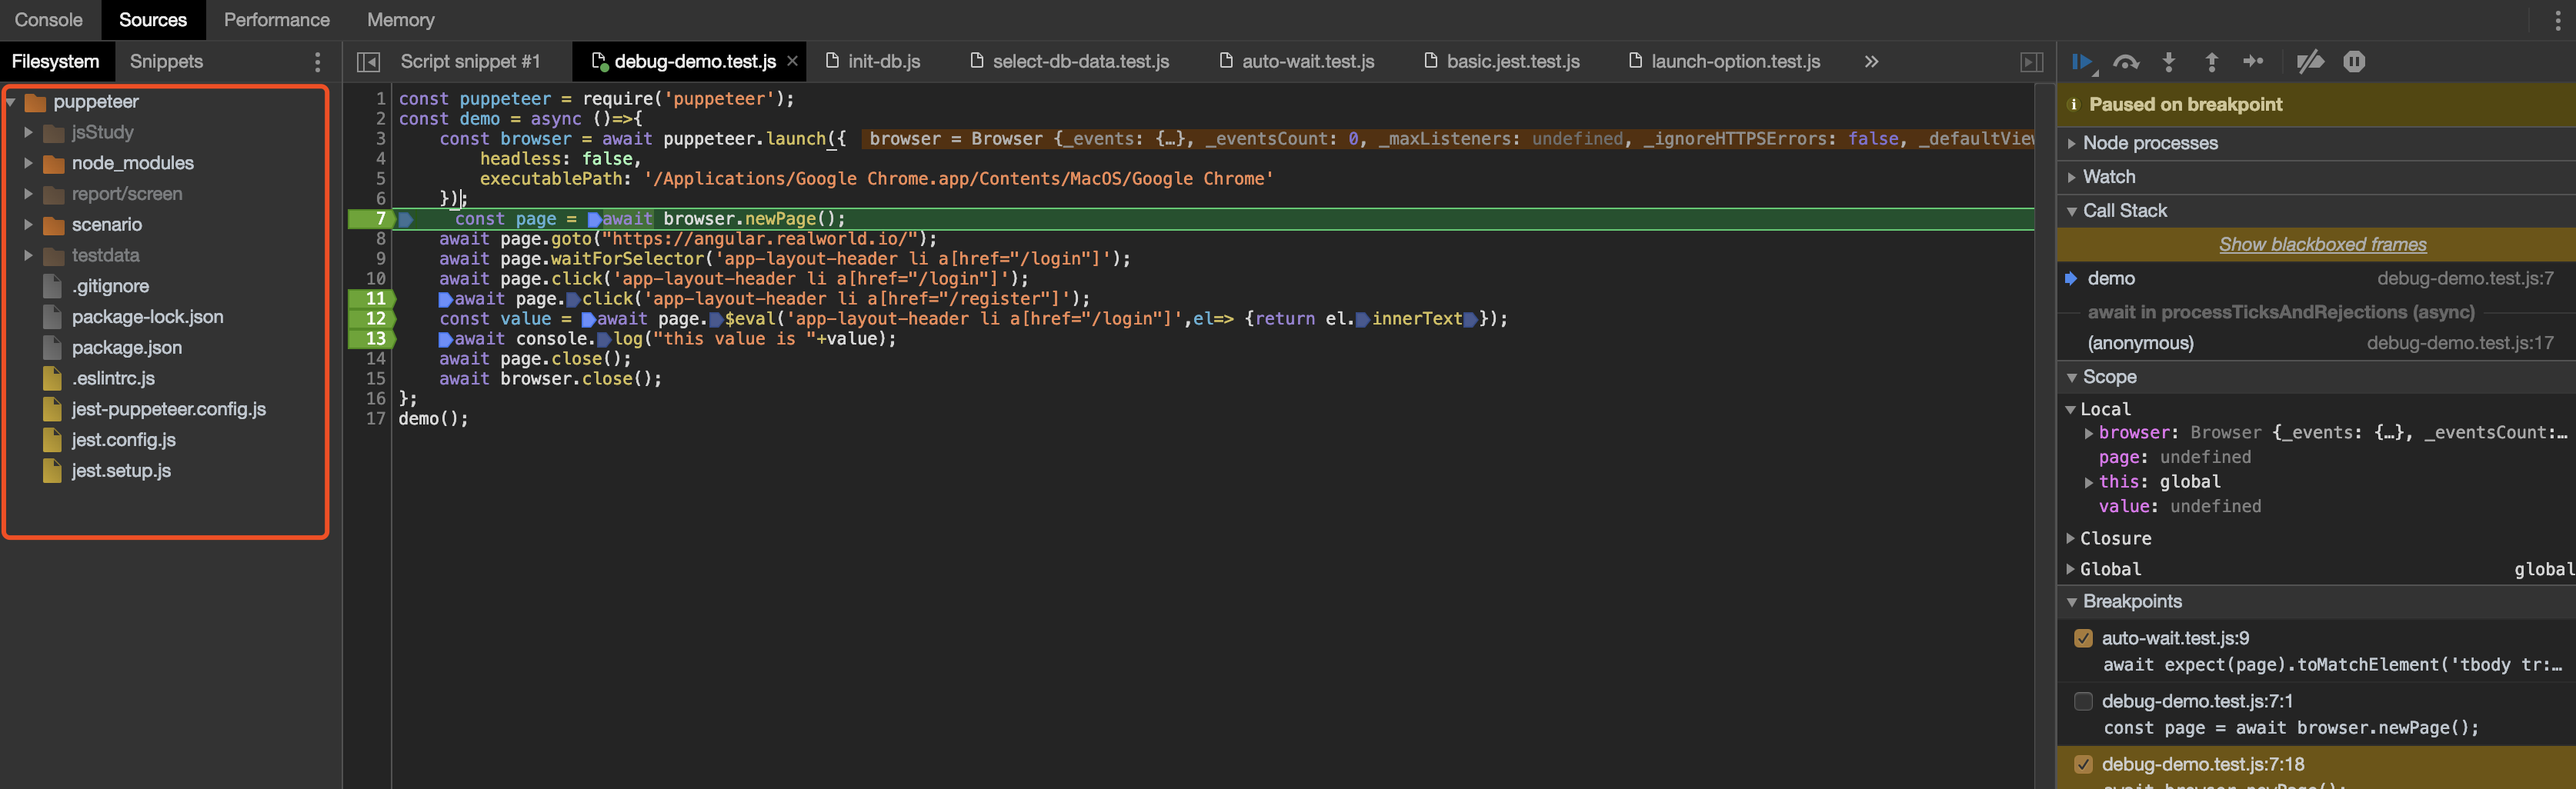 Console Sources Performance Memory
Filesystem Snippets
Script snippet #1 debug-demo.test.js init-db.js select-db-data.test.js auto-wait.test.js basic.jest.test.js launch-option.test.js »
puppeteer
jsStudy
node_modules
report/screen
scenario
testdata
.gitignore
package-lock.json
package.json
.eslintrc.js
jest-puppeteer.config.js
jest.config.js
jest.setup.js
1 const puppeteer = require('puppeteer');
2 const demo = async ()=>{
3 const browser = await puppeteer.launch({ browser = Browser {_events: {…}, _eventsCount: 0, _maxListeners: undefined, _ignoreHTTPSErrors: false, _defaultView
4 headless: false,
5 executablePath: '/Applications/Google Chrome.app/Contents/MacOS/Google Chrome'
6 });
7 const page = await browser.newPage();
8 await page.goto("https://angular.realworld.io/");
9 await page.waitForSelector('app-layout-header li a[href="/login"]');
10 await page.click('app-layout-header li a[href="/login"]');
11 await page.click('app-layout-header li a[href="/register"]');
12 const value = await page.$eval('app-layout-header li a[href="/login"]',el=> {return el.innerText});
13 await console.log("this value is "+value);
14 await page.close();
15 await browser.close();
16 };
17 demo();
Paused on breakpoint
Node processes
Watch
Call Stack
Show blackboxed frames
demo debug-demo.test.js:7
await in processTicksAndRejections (async)
(anonymous) debug-demo.test.js:17
Scope
Local
browser: Browser {_events: {…}, _eventsCount:…
page: undefined
this: global
value: undefined
Closure
Global global
Breakpoints
auto-wait.test.js:9
await expect(page).toMatchElement('tbody tr:…
debug-demo.test.js:7:1
const page = await browser.newPage();
debug-demo.test.js:7:18
await browser.newPage();